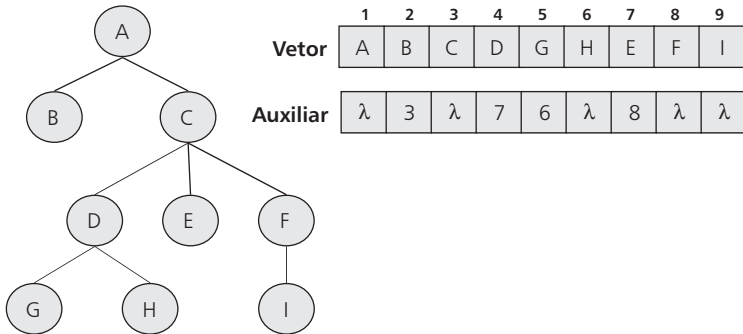 A
1 2 3 4 5 6 7 8 9
Vetor A B C D G H E F I
B C
Auxiliar λ 3 λ 7 6 λ 8 λ λ
D E F
G H I